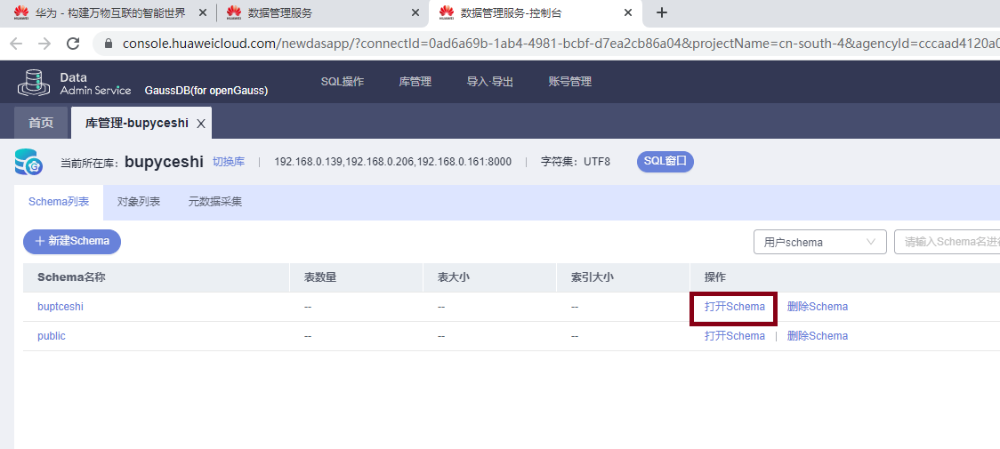 华为 - 构建万物互联的智能世界 数据管理服务 数据管理服务-控制台
console.huaweicloud.com/newdasapp/?connectId=0ad6a69b-1ab4-4981-bcbf-d7ea2cb86a04&projectName=cn-south-4&agencyId=cccaad4120a0
Data
Admin Service GaussDB(for openGauss) SQL操作 库管理 导入·导出 账号管理
首页 库管理-bupyceshi
当前所在库: bupyceshi 切换库 192.168.0.139,192.168.0.206,192.168.0.161:8000 字符集: UTF8 SQL窗口
Schema列表 对象列表 元数据采集
新建Schema 用户schema 请输入Schema名进行
Schema名称 表数量 表大小 索引大小 操作
buptceshi -- -- -- 打开Schema 删除Schema
public -- -- -- 打开Schema | 删除Schema